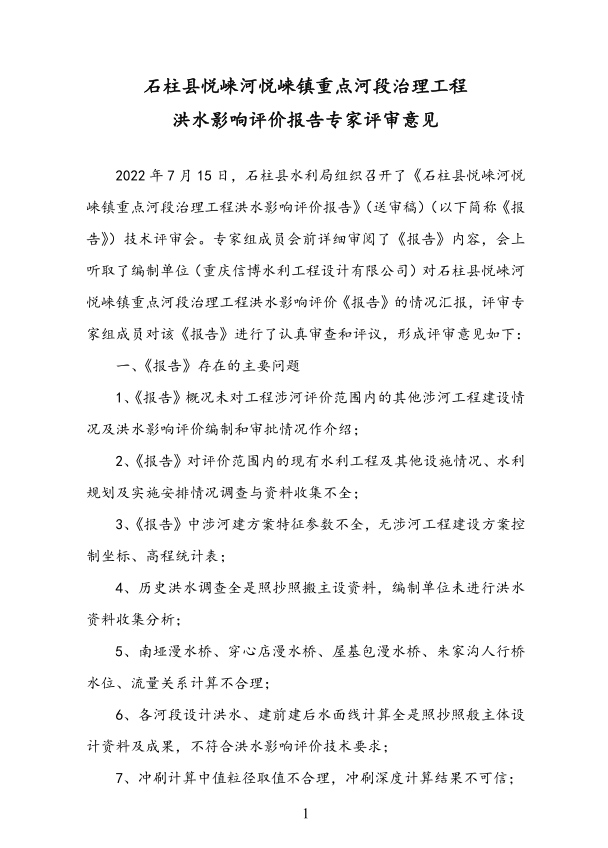 石柱县悦崃河悦崃镇重点河段治理工程
洪水影响评价报告专家评审意见
2022 年 7 月 15 日，石柱县水利局组织召开了《石柱县悦崃河悦
崃镇重点河段治理工程洪水影响评价报告》（送审稿）（以下简称《报
告》）技术评审会。专家组成员会前详细审阅了《报告》内容，会上
听取了编制单位（重庆信博水利工程设计有限公司）对石柱县悦崃河
悦崃镇重点河段治理工程洪水影响评价《报告》的情况汇报，评审专
家组成员对该《报告》进行了认真审查和评议，形成评审意见如下：
一、《报告》存在的主要问题
1、《报告》概况未对工程涉河评价范围内的其他涉河工程建设情
况及洪水影响评价编制和审批情况作介绍；
2、《报告》对评价范围内的现有水利工程及其他设施情况、水利
规划及实施安排情况调查与资料收集不全；
3、《报告》中涉河建方案特征参数不全，无涉河工程建设方案控
制坐标、高程统计表；
4、历史洪水调查全是照抄照搬主设资料，编制单位未进行洪水
资料收集分析；
5、南垭漫水桥、穿心店漫水桥、屋基包漫水桥、朱家沟人行桥
水位、流量关系计算不合理；
6、各河段设计洪水、建前建后水面线计算全是照抄照般主体设
计资料及成果，不符合洪水影响评价技术要求；
7、冲刷计算中值粒径取值不合理，冲刷深度计算结果不可信；
1